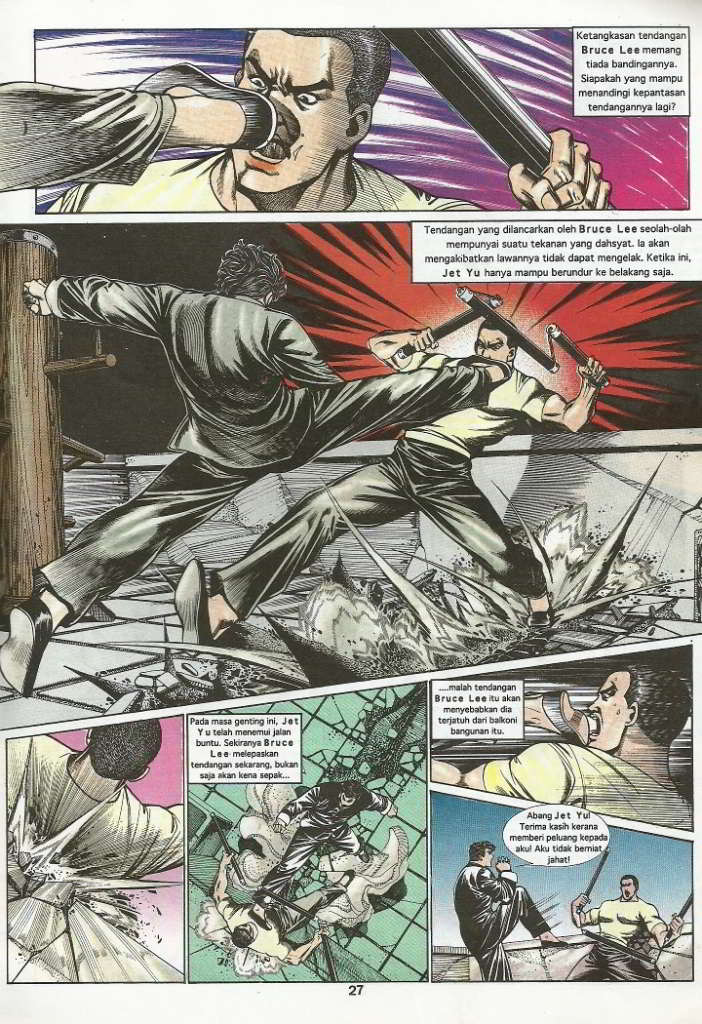 Ketangkasan tendangan
Bruce Lee memang
tiada bandingannya.
Siapakah yang mampu
menandingi kepantasan
tendangannya lagi?
Tendangan yang dilancarkan oleh Bruce Lee seolah-olah
mempunyai suatu tekanan yang dahsyat. Ia akan
mengakibatkan lawannya tidak dapat mengelak. Ketika ini,
Jet Yu hanya mampu berundur ke belakang saja.
Pada masa genting ini, Jet
Yu telah menemui jalan
buntu. Sekiranya Bruce
Lee melepaskan
tendangan sekarang, bukan
saja akan kena sepak...
....malah tendangan
Bruce Lee itu akan
menyebabkan dia
terjatuh dari balkoni
bangunan itu.
Abang Jet Yu!
Terima kasih kerana
memberi peluang kepada
aku! Aku tidak berniat
jahat!
27